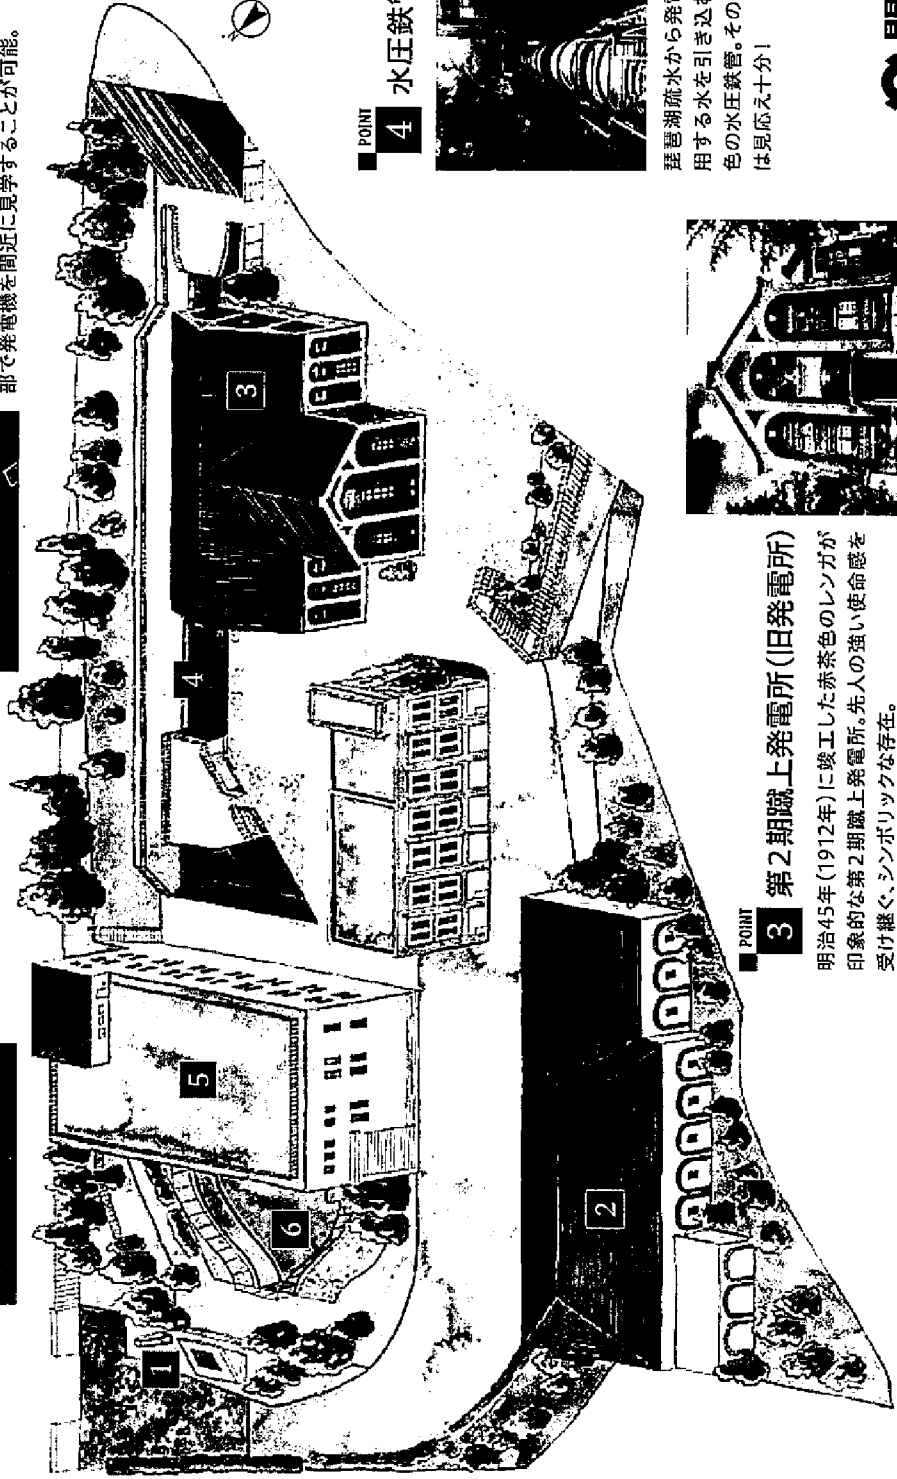 部で発電機を間近に見学することが可能。
POINT
4 水圧鉄
琵琶湖疏水から発
用する水を引き込
色の水圧鉄管。その
は見応え十分!
POINT
3 第2期蹴上発電所(旧発電所)
明治45年(1912年)に竣工した赤茶色のレンガが
印象的な第2期蹴上発電所。先人の強い使命感を
受け継ぐ、シンボリックな存在。
1
2
3
4
5
6